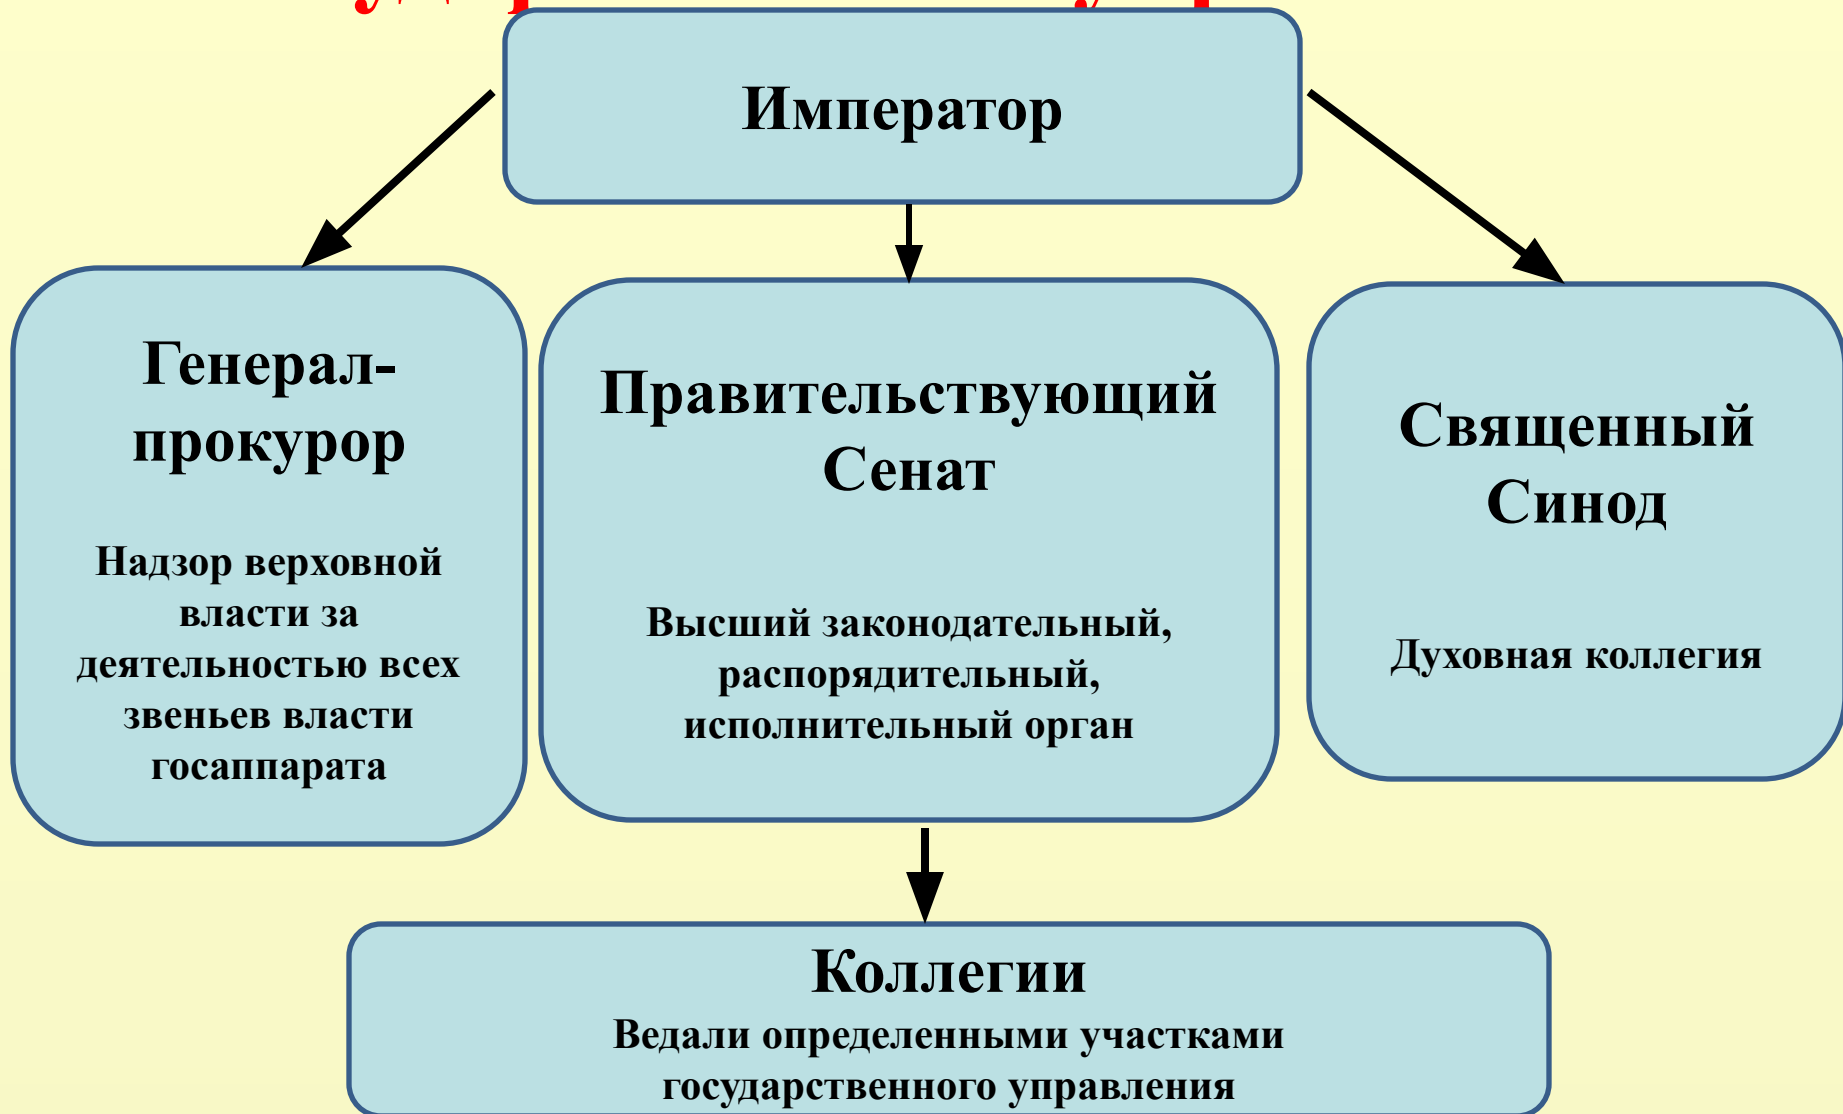 Император
Генерал-
прокурор
Надзор верховной
власти за
деятельностью всех
звеньев власти
госаппарата
Правительствующий
Сенат
Высший законодательный,
распорядительный,
исполнительный орган
Священный
Синод
Духовная коллегия
Коллегии
Ведали определенными участками
государственного управления